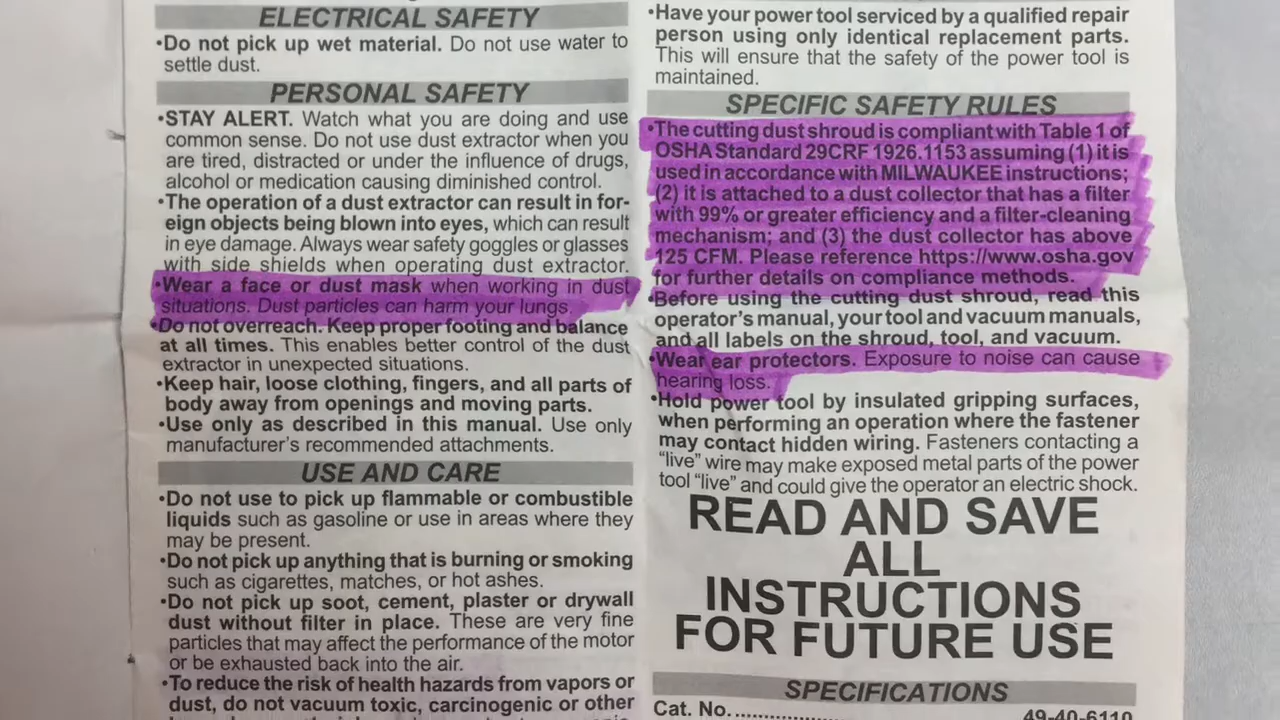 ELECTRICAL SAFETY
•Do not pick up wet material. Do not use water to
settle dust.
PERSONAL SAFETY
•STAY ALERT. Watch what you are doing and use
common sense. Do not use dust extractor when you
are tired, distracted or under the influence of drugs,
alcohol or medication causing diminished control.
•The operation of a dust extractor can result in for-
eign objects being blown into eyes, which can result
in eye damage. Always wear safety goggles or glasses
with side shields when operating dust extractor.
•Wear a face or dust mask when working in dust
situations. Dust particles can harm your lungs.
•Do not overreach. Keep proper footing and balance
at all times. This enables better control of the dust
extractor in unexpected situations.
•Keep hair, loose clothing, fingers, and all parts of
body away from openings and moving parts.
•Use only as described in this manual. Use only
manufacturer's recommended attachments.
USE AND CARE
•Do not use to pick up flammable or combustible
liquids such as gasoline or use in areas where they
may be present.
•Do not pick up anything that is burning or smoking
such as cigarettes, matches, or hot ashes.
•Do not pick up soot, cement, plaster or drywall
dust without filter in place. These are very fine
particles that may affect the performance of the motor
or be exhausted back into the air.
•To reduce the risk of health hazards from vapors or
dust, do not vacuum toxic, carcinogenic or other
•Have your power tool serviced by a qualified repair
person using only identical replacement parts.
This will ensure that the safety of the power tool is
maintained.
SPECIFIC SAFETY RULES
•The cutting dust shroud is compliant with Table 1 of
OSHA Standard 29CRF 1926.1153 assuming (1) it is
used in accordance with MILWAUKEE instructions;
(2) it is attached to a dust collector that has a filter
with 99% or greater efficiency and a filter-cleaning
mechanism; and (3) the dust collector has above
125 CFM. Please reference https://www.osha.gov
for further details on compliance methods.
•Before using the cutting dust shroud, read this
operator's manual, your tool and vacuum manuals,
and all labels on the shroud, tool, and vacuum.
•Wear ear protectors. Exposure to noise can cause
hearing loss.
•Hold power tool by insulated gripping surfaces,
when performing an operation where the fastener
may contact hidden wiring. Fasteners contacting a
"live" wire may make exposed metal parts of the power
tool "live" and could give the operator an electric shock.
READ AND SAVE
ALL
INSTRUCTIONS
FOR FUTURE USE
SPECIFICATIONS
Cat. No. .......................... 49-40-6110